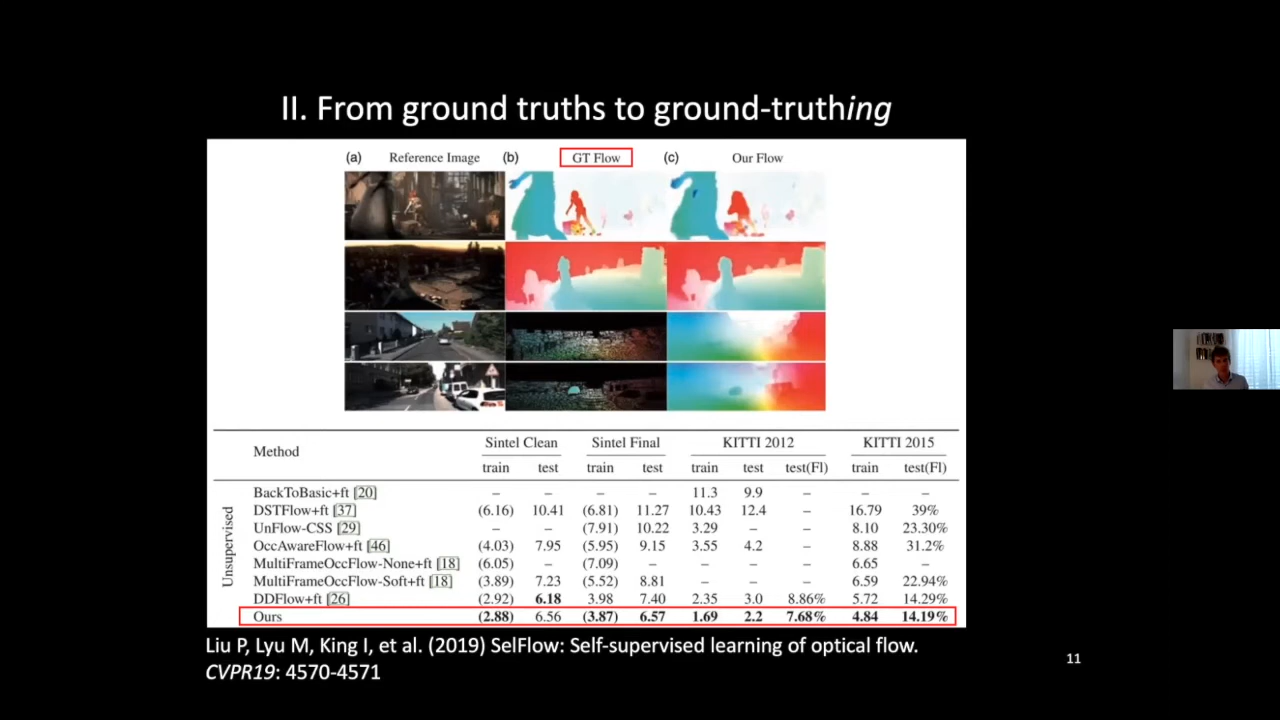 II. From ground truths to ground-truthing
(a) Reference Image (b) GT Flow (c) Our Flow
Method Sintel Clean Sintel Final KITTI 2012 KITTI 2015
train test train test train test test(Fl) train test(Fl)
Unsupervised
BackToBasic+ft [20] – – – – 11.3 9.9 – – –
DSTFlow+ft [37] (6.16) 10.41 (6.81) 11.27 10.43 12.4 – 16.79 39%
UnFlow-CSS [29] – – (7.91) 10.22 3.29 – – 8.10 23.30%
OccAwareFlow+ft [46] (4.03) 7.95 (5.95) 9.15 3.55 4.2 – 8.88 31.2%
MultiFrameOccFlow-None+ft [18] (6.05) – (7.09) – – – – 6.65 –
MultiFrameOccFlow-Soft+ft [18] (3.89) 7.23 (5.52) 8.81 – – – 6.59 22.94%
DDFlow+ft [26] (2.92) 6.18 3.98 7.40 2.35 3.0 8.86% 5.72 14.29%
Ours (2.88) 6.56 (3.87) 6.57 1.69 2.2 7.68% 4.84 14.19%
Liu P, Lyu M, King I, et al. (2019) SelFlow: Self-supervised learning of optical flow.
CVPR19: 4570-4571
11